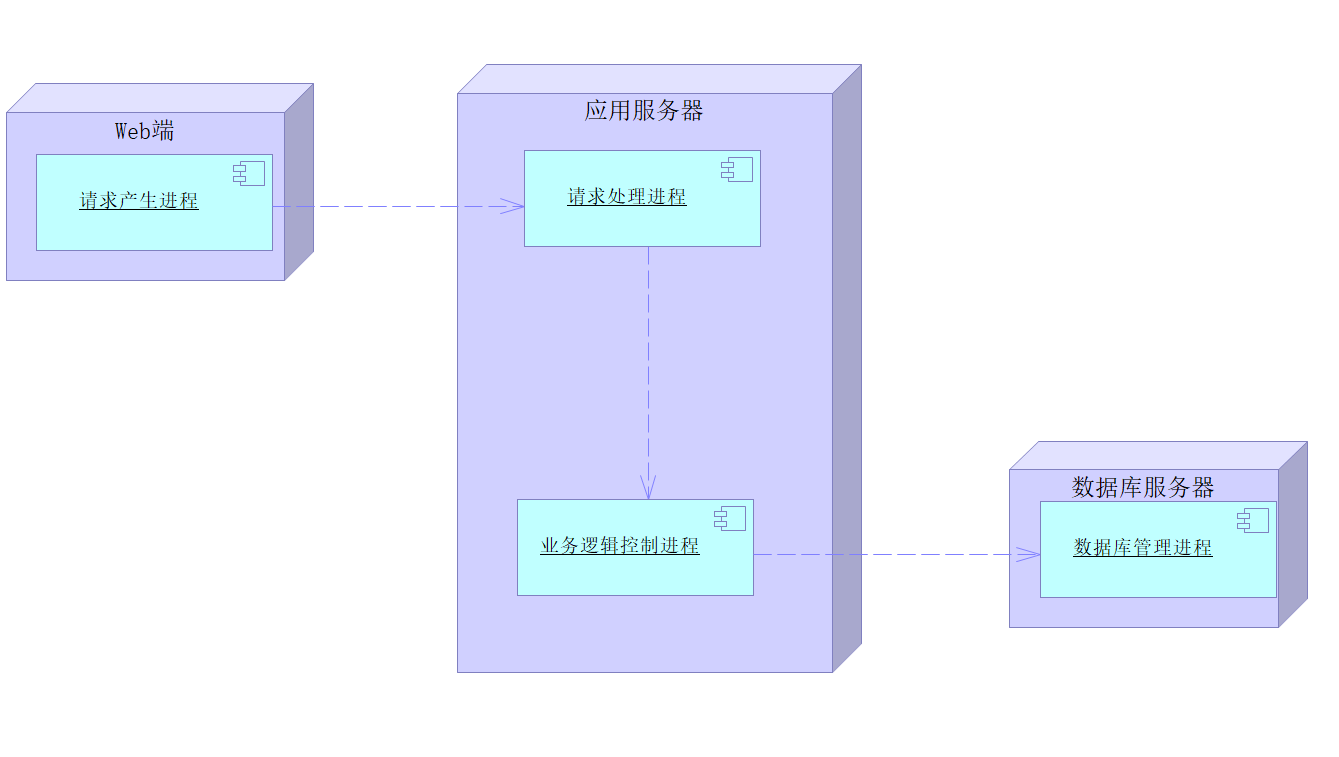 Web端
请求产生进程
应用服务器
请求处理进程
业务逻辑控制进程
数据库服务器
数据库管理进程